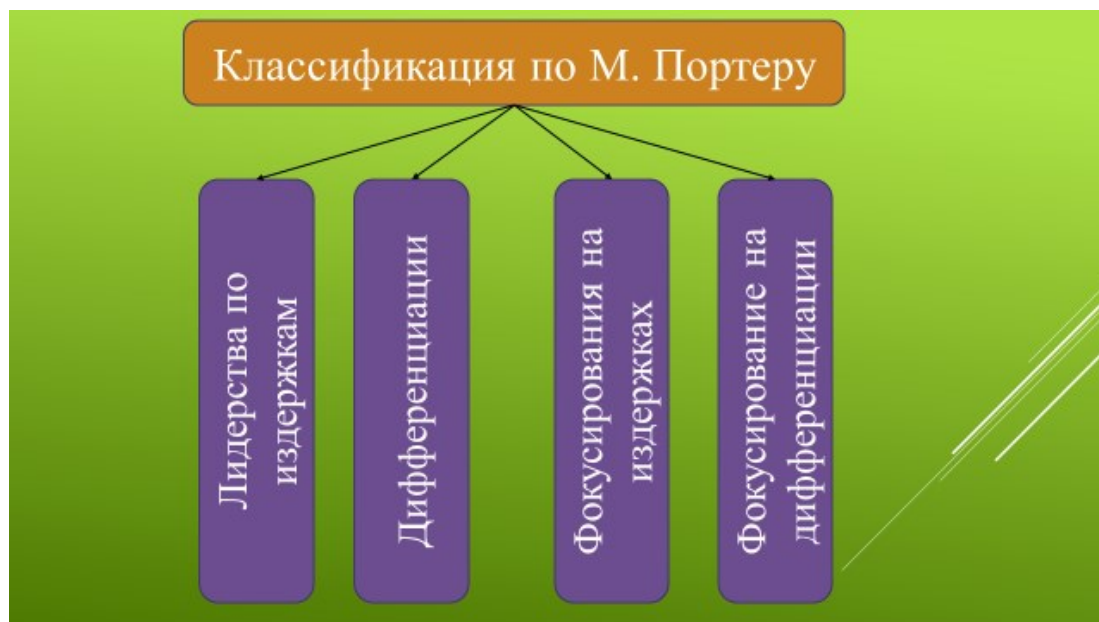 Классификация по М. Портеру
Лидерства по
издержкам
Дифференциации
Фокусирования на
издержках
Фокусирование на
дифференциации